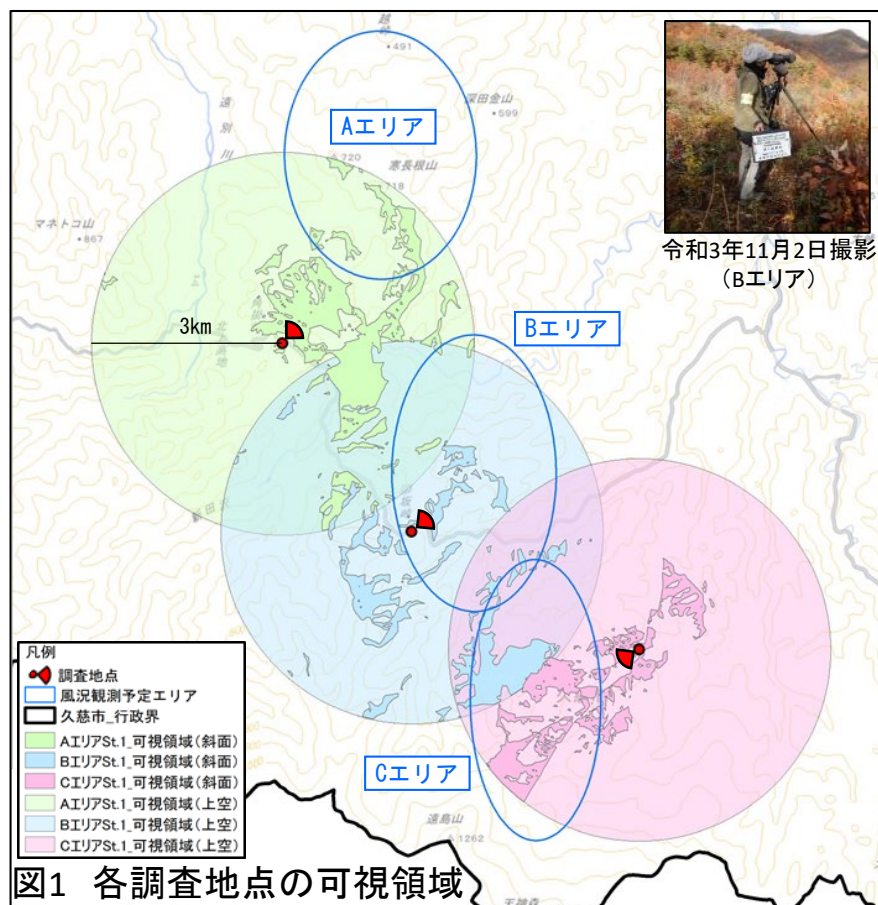 越峠
・491
遠別川
Aエリア
深田金山
・599
720
寒長根山
718
マネトコ山
・867
令和3年11月2日撮影
(Bエリア)
3km
Bエリア
凡例
調査地点
風況観測予定エリア
久慈市_行政界
AエリアSt.1_可視領域(斜面)
BエリアSt.1_可視領域(斜面)
CエリアSt.1_可視領域(斜面)
AエリアSt.1_可視領域(上空)
BエリアSt.1_可視領域(上空)
CエリアSt.1_可視領域(上空)
Cエリア
遠島山
1262
天神森
図1 各調査地点の可視領域